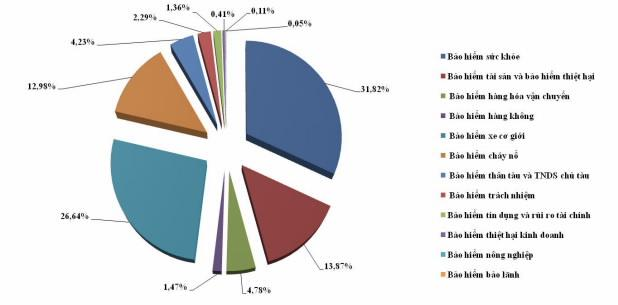 1,36%
0,41%
0,11%
2,29%
0,05%
4,23%
12,98%
31,82%
26,64%
13,87%
1,47%
4,78%
Bảo hiểm sức khỏe
Bảo hiểm tài sản và bảo hiểm thiệt hại
Bảo hiểm hàng hóa vận chuyển
Bảo hiểm hàng không
Bảo hiểm xe cơ giới
Bảo hiểm cháy nổ
Bảo hiểm thân tàu và TNDS chủ tàu
Bảo hiểm trách nhiệm
Bảo hiểm tín dụng và rủi ro tài chính
Bảo hiểm thiệt hại kinh doanh
Bảo hiểm nông nghiệp
Bảo hiểm bảo lãnh